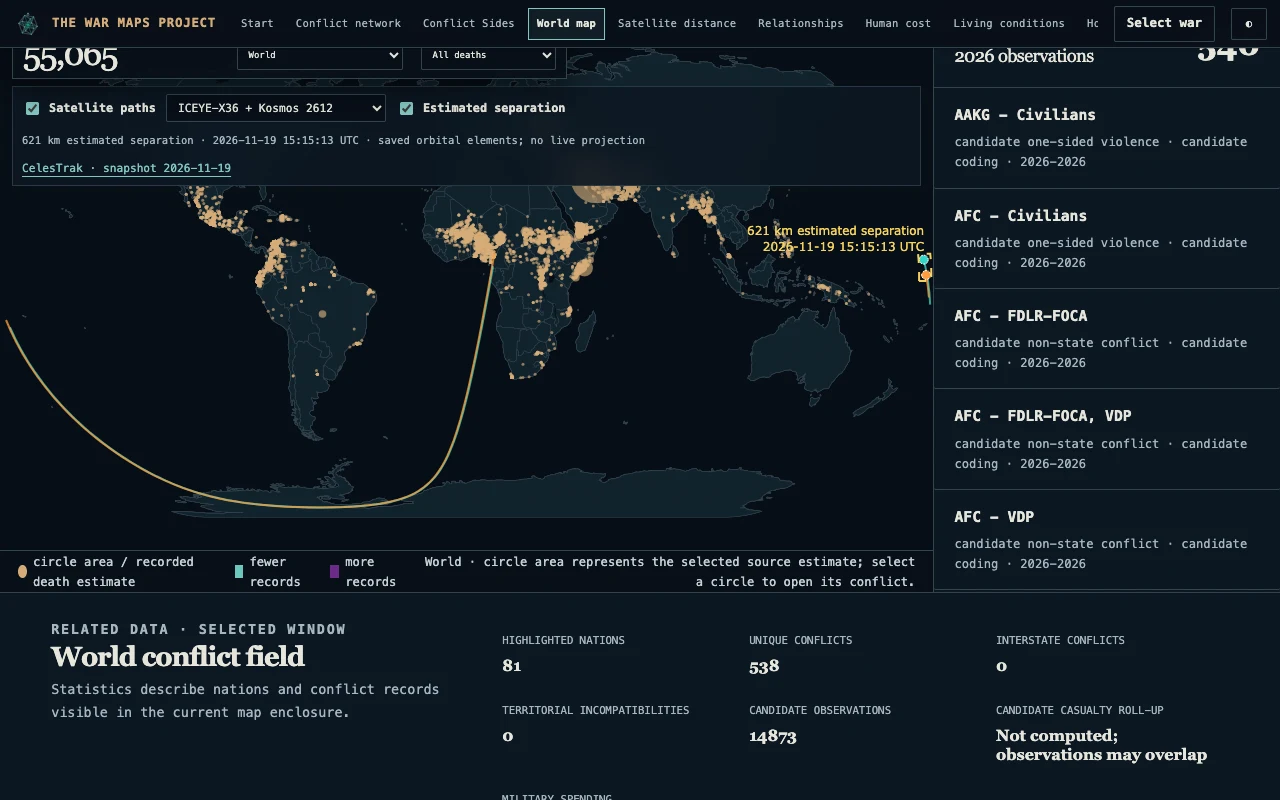 THE WAR MAPS PROJECT
Start
Conflict network
Conflict Sides
World map
Satellite distance
Relationships
Human cost
Living conditions
Select war
55,065
World
All deaths
Satellite paths
ICEYE-X36 + Kosmos 2612
Estimated separation
621 km estimated separation · 2026-11-19 15:15:13 UTC · saved orbital elements; no live projection
CelesTrak · snapshot 2026-11-19
621 km estimated separation
2026-11-19 15:15:13 UTC
circle area / recorded
death estimate
fewer
records
more
records
World · circle area represents the selected source estimate; select
a circle to open its conflict.
2026 observations
540
AAKG — Civilians
candidate one-sided violence · candidate
coding · 2026-2026
AFC — Civilians
candidate one-sided violence · candidate
coding · 2026-2026
AFC — FDLR-FOCA
candidate non-state conflict · candidate
coding · 2026-2026
AFC — FDLR-FOCA, VDP
candidate non-state conflict · candidate
coding · 2026-2026
AFC — VDP
candidate non-state conflict · candidate
coding · 2026-2026
RELATED DATA · SELECTED WINDOW
World conflict field
Statistics describe nations and conflict records
visible in the current map enclosure.
HIGHLIGHTED NATIONS
81
UNIQUE CONFLICTS
538
INTERSTATE CONFLICTS
0
TERRITORIAL INCOMPATIBILITIES
0
CANDIDATE OBSERVATIONS
14873
CANDIDATE CASUALTY ROLL-UP
Not computed;
observations may overlap
MILITARY SPENDING